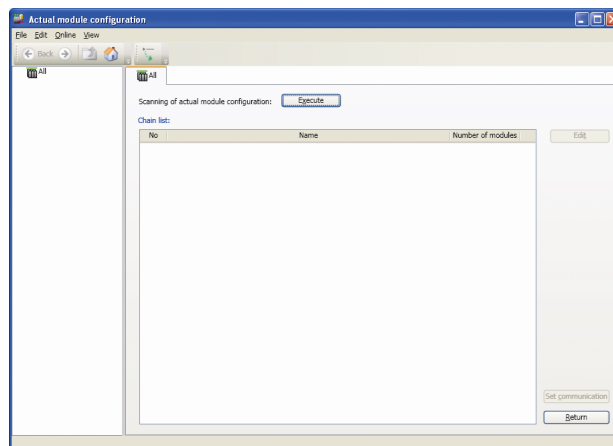 Actual module configuration
File Edit Online View
Back
All
All
Scanning of actual module configuration: Execute
Chain list:
No Name Number of modules
Edit
Set communication
Return